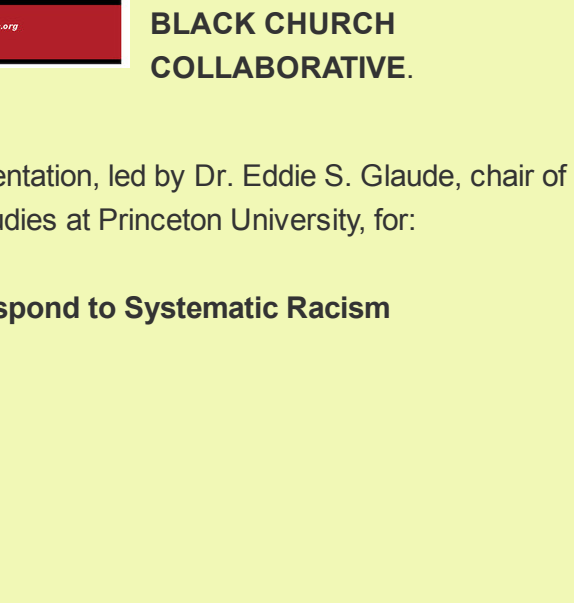 .org
BLACK CHURCH
COLLABORATIVE.
entation, led by Dr. Eddie S. Glaude, chair of
udies at Princeton University, for:
spond to Systematic Racism